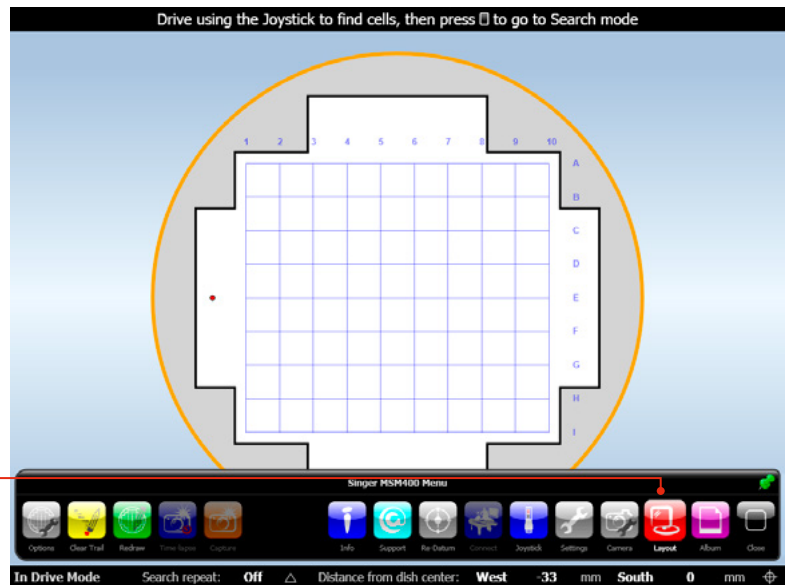 Drive using the Joystick to find cells, then press to go to Search mode
1 2 3 4 5 6 7 8 9 10
A
B
C
D
E
F
G
H
I
Singer MSM400 Menu
Options Clear Trail Redraw Time lapse Capture Info Support Re-Datum Connect Joystick Settings Camera Layout Album Close
In Drive Mode Search repeat: Off Distance from dish center: West -33 mm South 0 mm